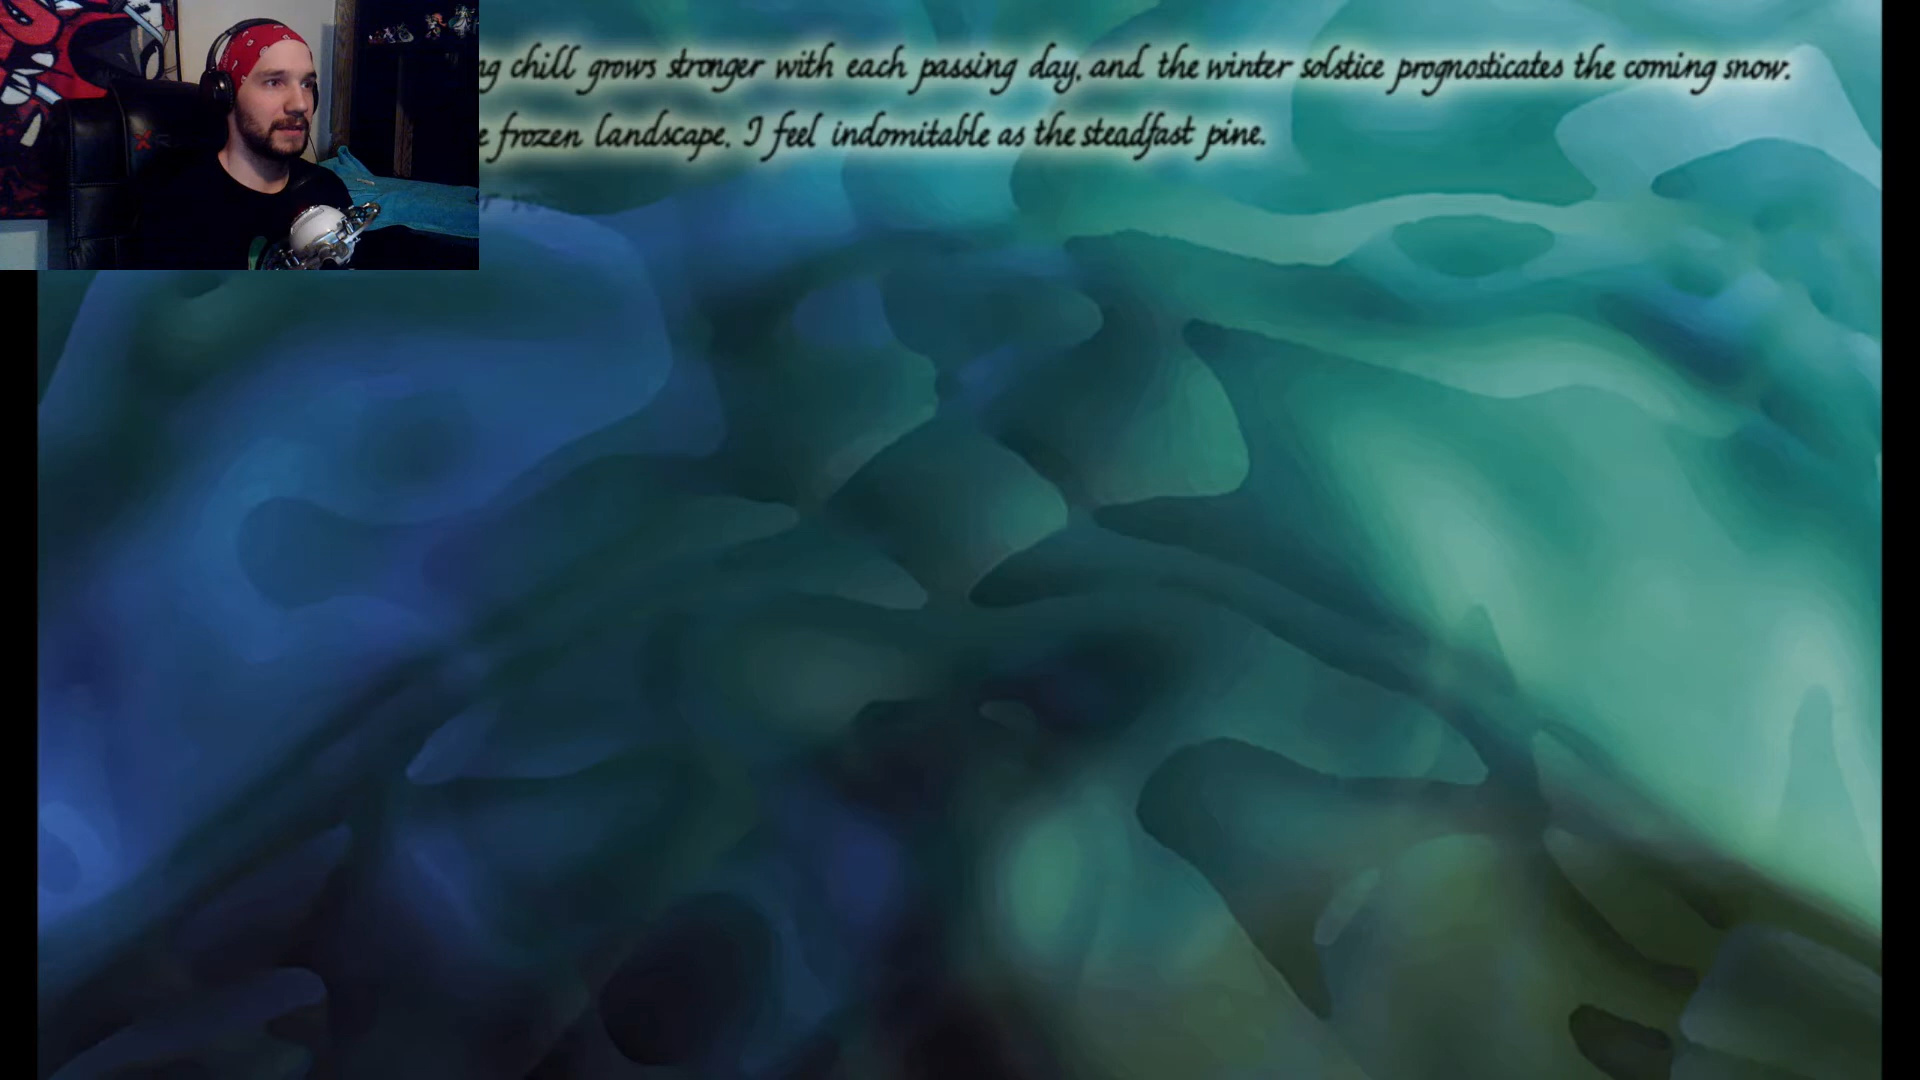 chill grows stronger with each passing day, and the winter solstice prognosticates the coming snow.
frozen landscape. I feel indomitable as the steadfast pine.